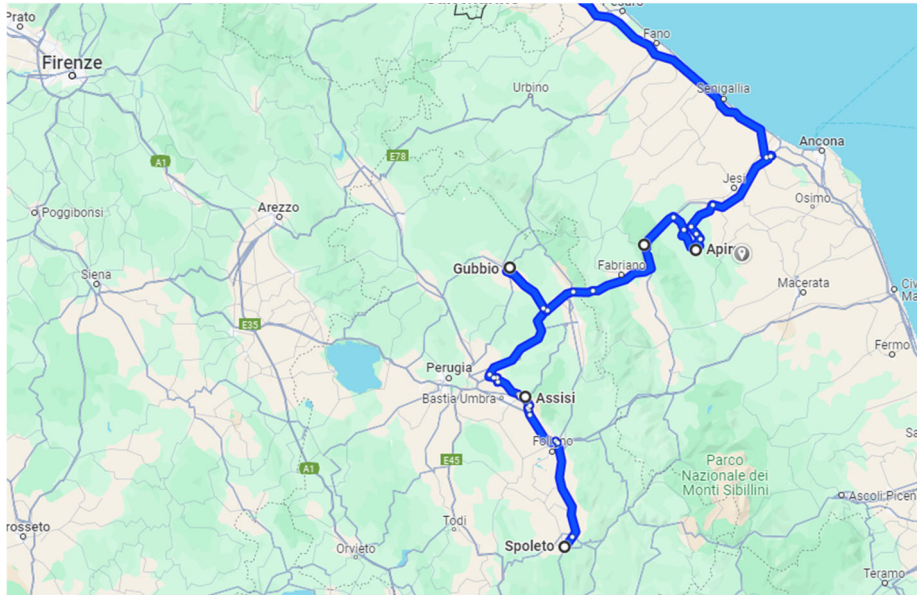 Prato
Fano
Firenze
Urbino
Senigallia
E78
Ancona
A1
Jesi
Arezzo
Osimo
Poggibonsi
Apir
Gubbio
Fabriano
Siena
Macerata
Civ
Ma
E35
Fermo
Perugia
Bastia Umbra
Assisi
Foligno
E45
Parco
Nazionale dei
Monti Sibillini
A1
Ascoli Picen
rosseto
Todi
Orvieto
Spoleto
Teramo